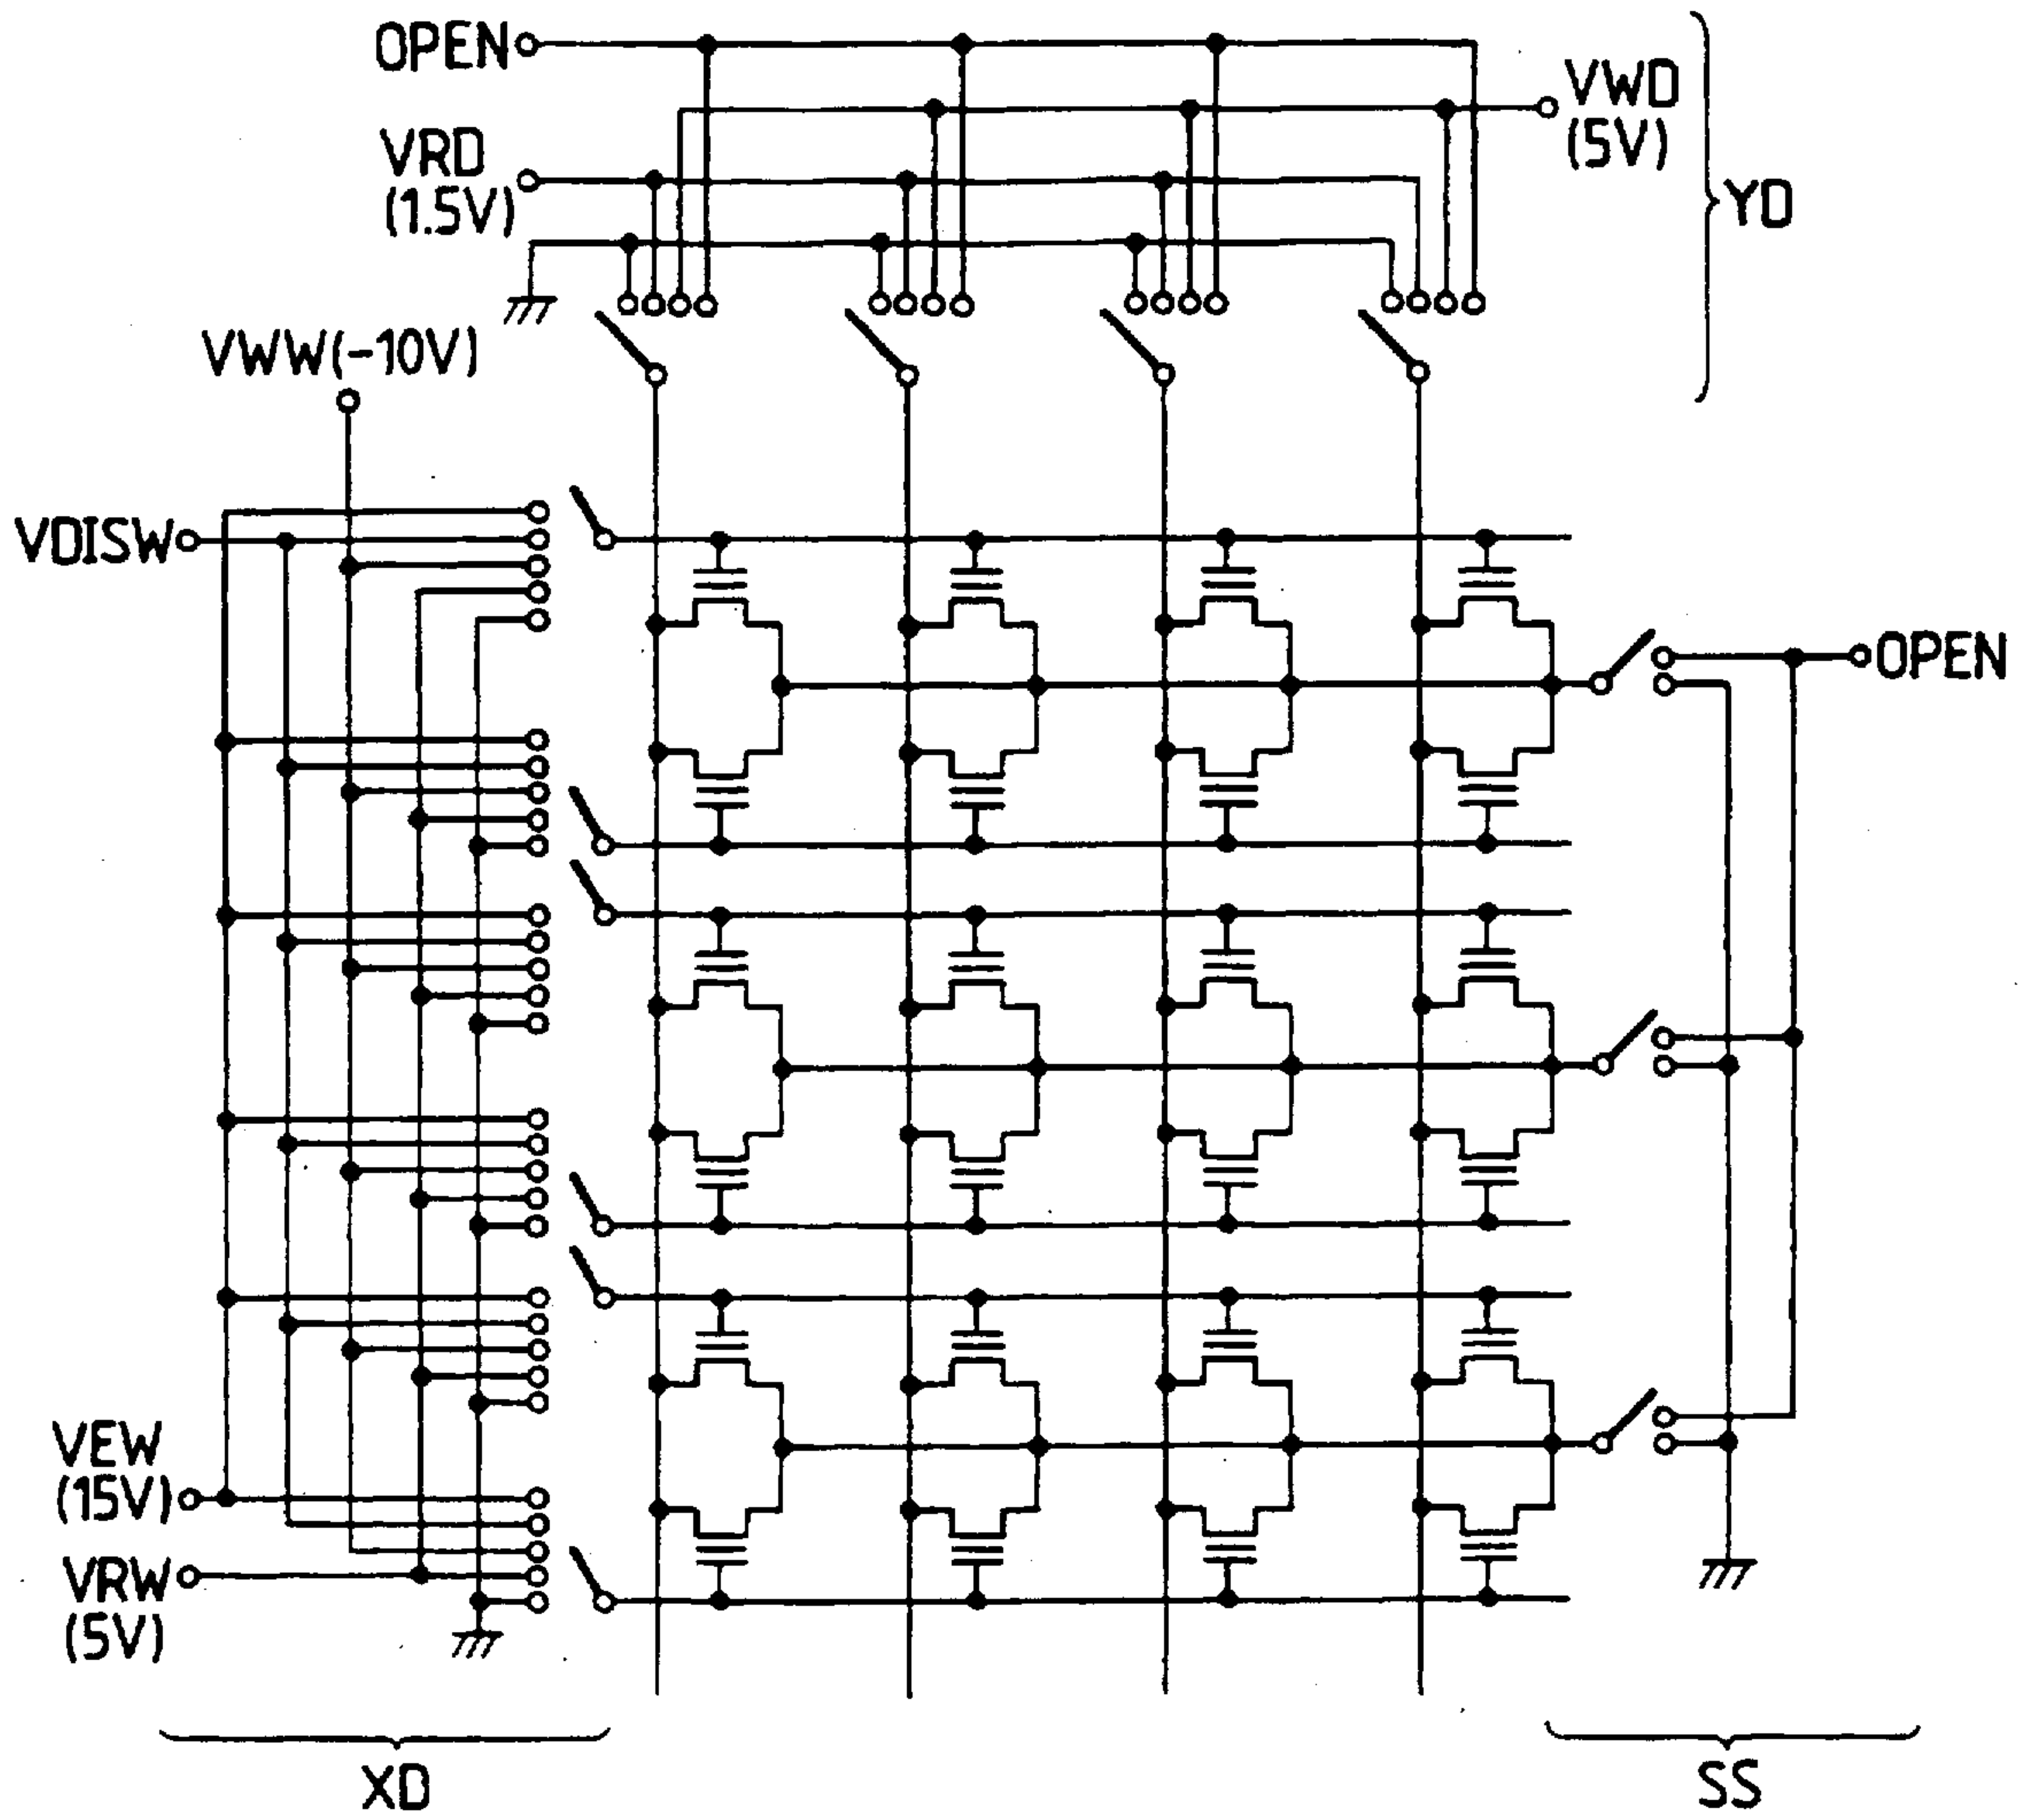 OPEN
VWD
(5V)
VRD
(1.5V)
YD
VWW(-10V)
VDISW
OPEN
VEW
(15V)
VRW
(5V)
XD
SS